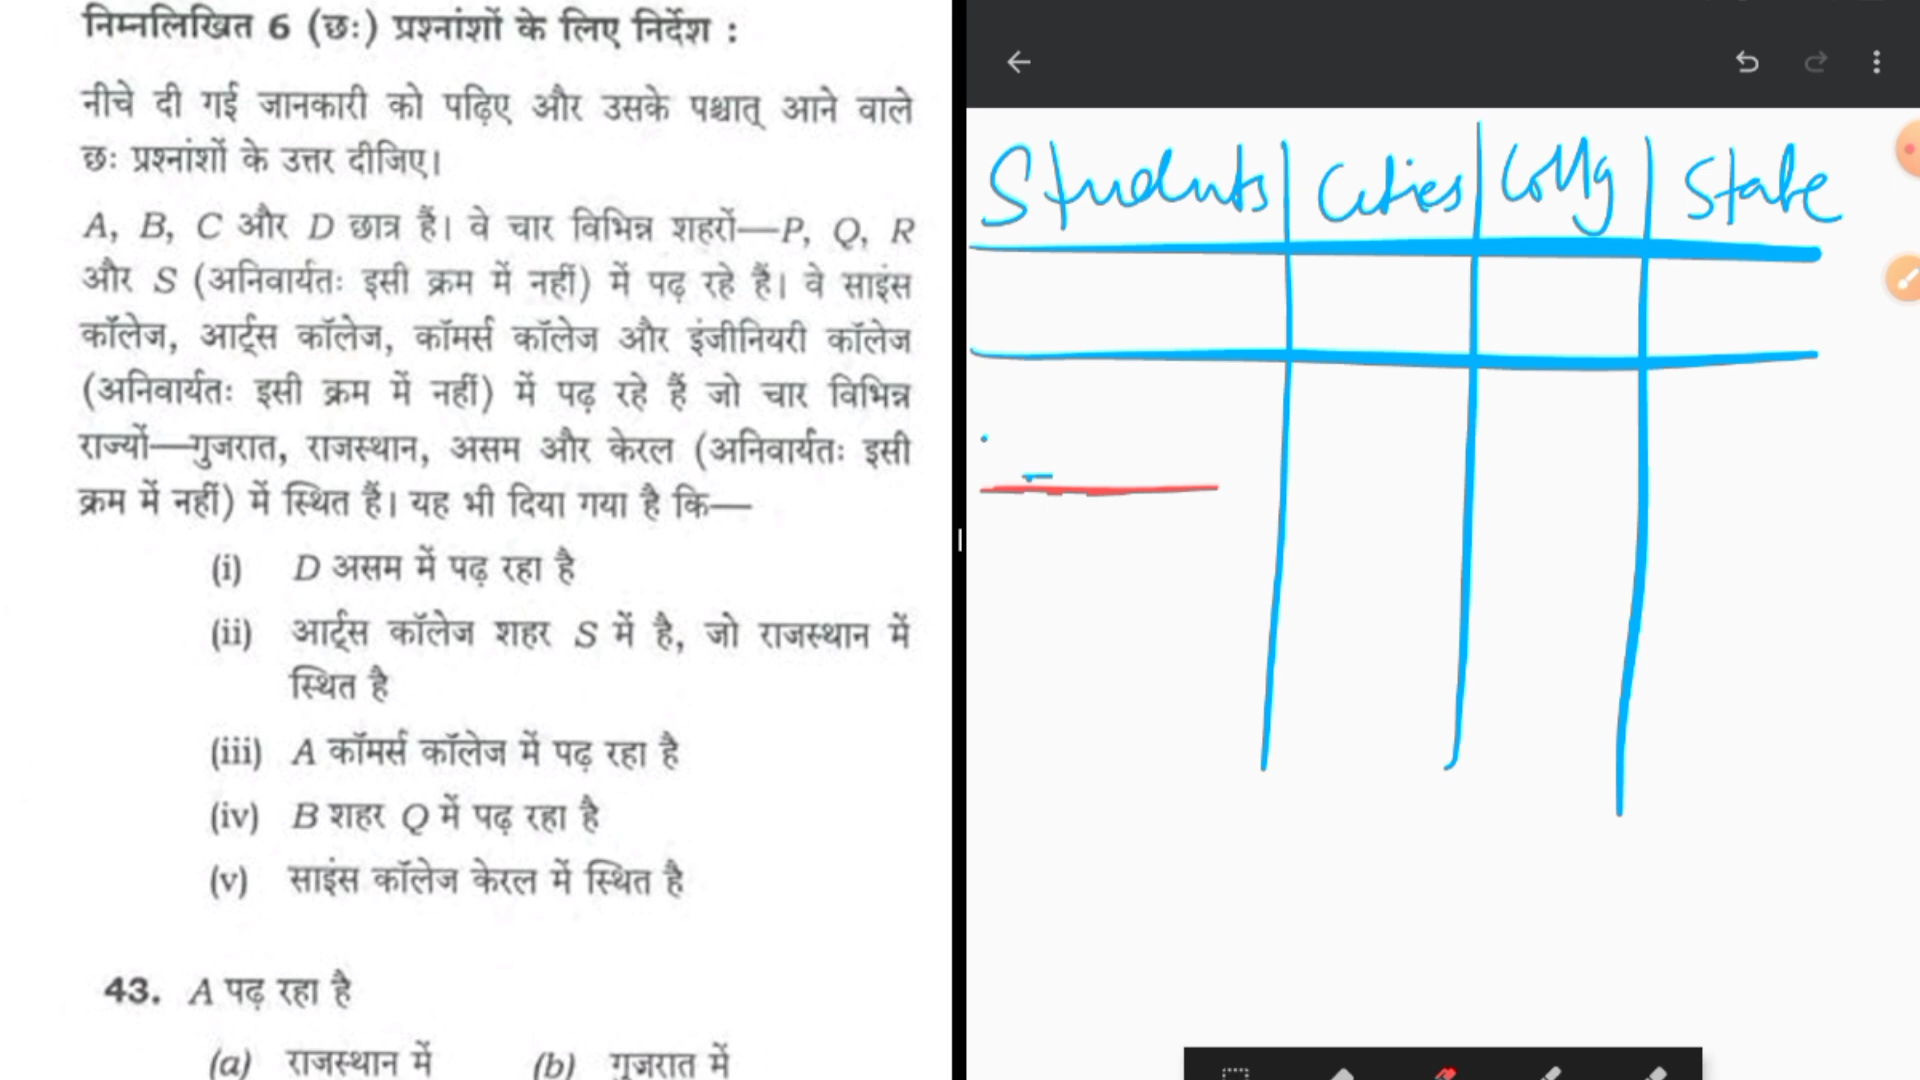 निम्नलिखित 6 (छः) प्रश्नांशों के लिए निर्देश :
नीचे दी गई जानकारी को पढ़िए और उसके पश्चात् आने वाले
छः प्रश्नांशों के उत्तर दीजिए।
A, B, C और D छात्र हैं। वे चार विभिन्न शहरों—P, Q, R
और S (अनिवार्यतः इसी क्रम में नहीं) में पढ़ रहे हैं। वे साइंस
कॉलेज, आर्ट्स कॉलेज, कॉमर्स कॉलेज और इंजीनियरी कॉलेज
(अनिवार्यतः इसी क्रम में नहीं) में पढ़ रहे हैं जो चार विभिन्न
राज्यों—गुजरात, राजस्थान, असम और केरल (अनिवार्यतः इसी
क्रम में नहीं) में स्थित हैं। यह भी दिया गया है कि—
(i) D असम में पढ़ रहा है
(ii) आर्ट्स कॉलेज शहर S में है, जो राजस्थान में
स्थित है
(iii) A कॉमर्स कॉलेज में पढ़ रहा है
(iv) B शहर Q में पढ़ रहा है
(v) साइंस कॉलेज केरल में स्थित है
43. A पढ़ रहा है
(a) राजस्थान में (b) गुजरात में
Students Cities State